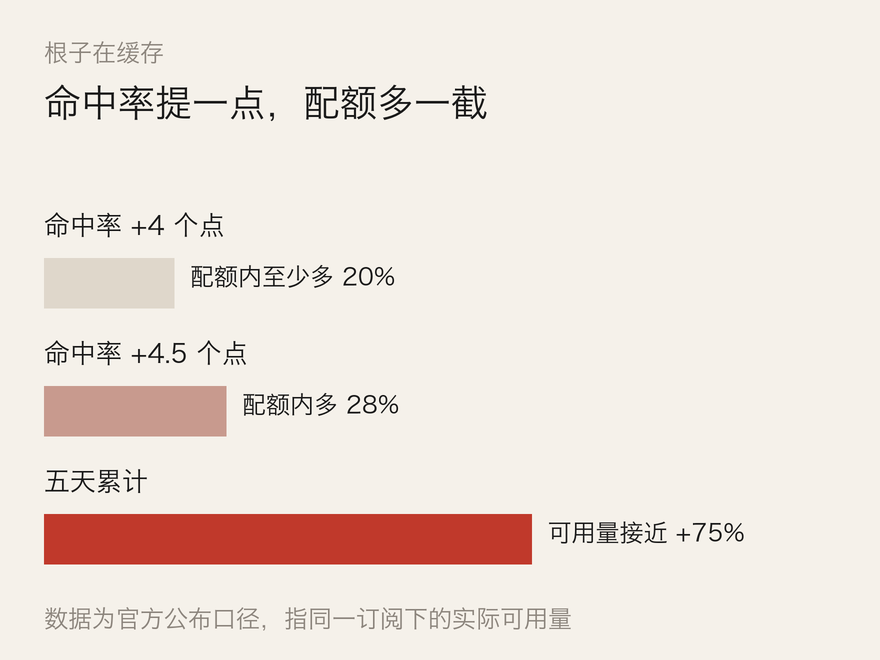 根子在缓存
命中率提一点，配额多一截
命中率 +4 个点
配额内至少多 20%
命中率 +4.5 个点
配额内多 28%
五天累计
可用量接近 +75%
数据为官方公布口径，指同一订阅下的实际可用量